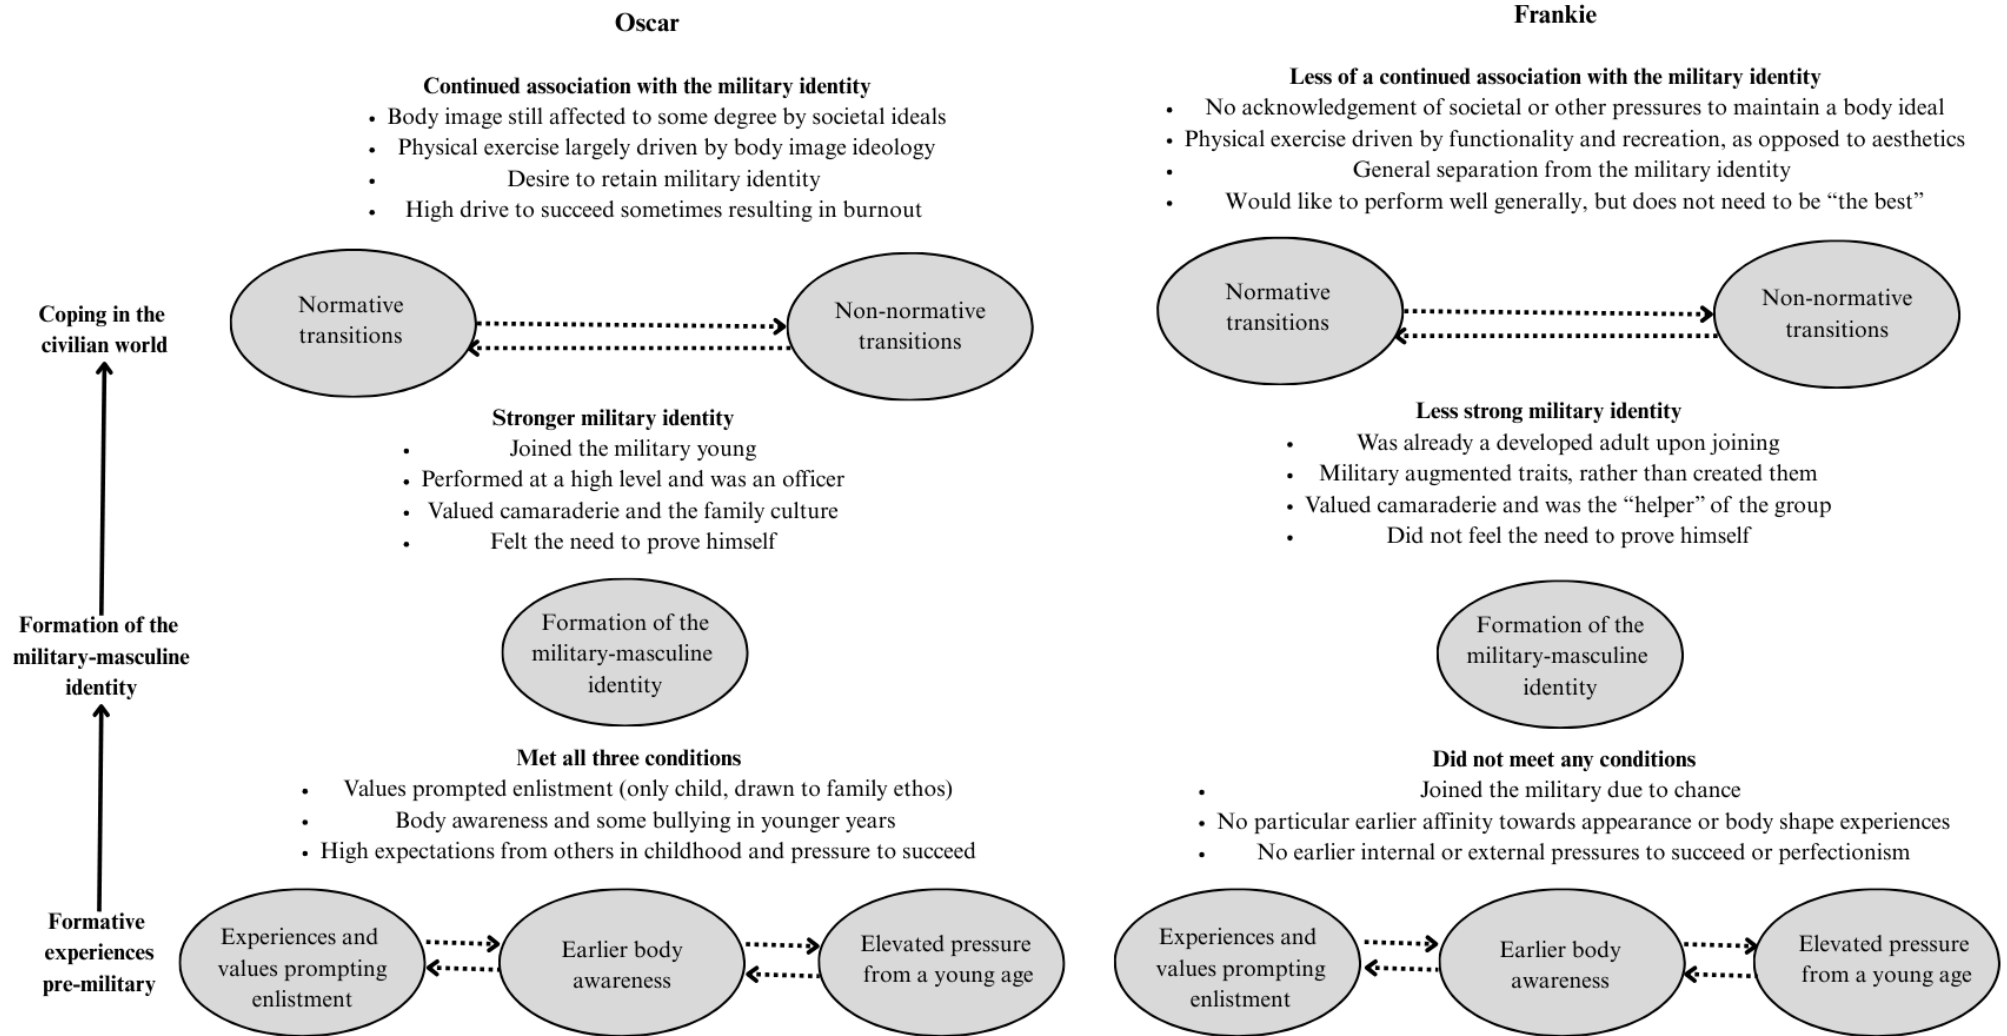 Oscar
Continued association with the military identity
• Body image still affected to some degree by societal ideals
• Physical exercise largely driven by body image ideology
• Desire to retain military identity
• High drive to succeed sometimes resulting in burnout
Normative
transitions
Non-normative
transitions
Stronger military identity
• Joined the military young
• Performed at a high level and was an officer
• Valued camaraderie and the family culture
• Felt the need to prove himself
Formation of the
military-masculine
identity
Met all three conditions
• Values prompted enlistment (only child, drawn to family ethos)
• Body awareness and some bullying in younger years
• High expectations from others in childhood and pressure to succeed
Experiences and
values prompting
enlistment
Earlier body
awareness
Elevated pressure
from a young age
Frankie
Less of a continued association with the military identity
• No acknowledgement of societal or other pressures to maintain a body ideal
• Physical exercise driven by functionality and recreation, as opposed to aesthetics
• General separation from the military identity
• Would like to perform well generally, but does not need to be “the best”
Normative
transitions
Non-normative
transitions
Less strong military identity
• Was already a developed adult upon joining
• Military augmented traits, rather than created them
• Valued camaraderie and was the “helper” of the group
• Did not feel the need to prove himself
Formation of the
military-masculine
identity
Did not meet any conditions
• Joined the military due to chance
• No particular earlier affinity towards appearance or body shape experiences
• No earlier internal or external pressures to succeed or perfectionism
Experiences and
values prompting
enlistment
Earlier body
awareness
Elevated pressure
from a young age
Coping in the
civilian world
Formation of the
military-masculine
identity
Formative
experiences
pre-military